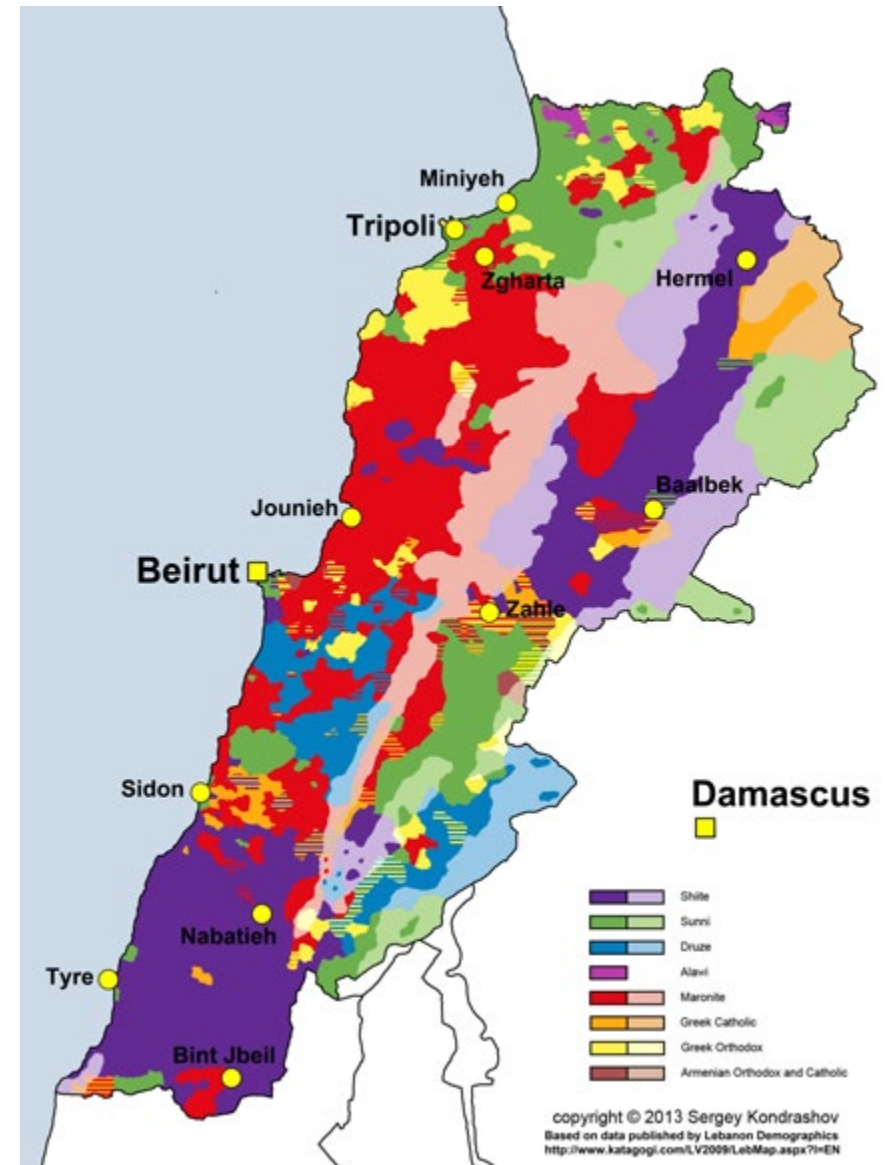 Miniyeh
Tripoli
Zgharta
Hermel
Baalbek
Jounieh
Beirut
Zahle
Sidon
Damascus
Nabatieh
Tyre
Bint Jbeil
Shiite
Sunni
Druze
Alawi
Maronite
Greek Catholic
Greek Orthodox
Armenian Orthodox and Catholic
copyright © 2013 Sergey Kondrashov
Based on data published by Lebanon Demographics
http://www.katagogi.com/LV2009/LebMap.aspx?l=EN